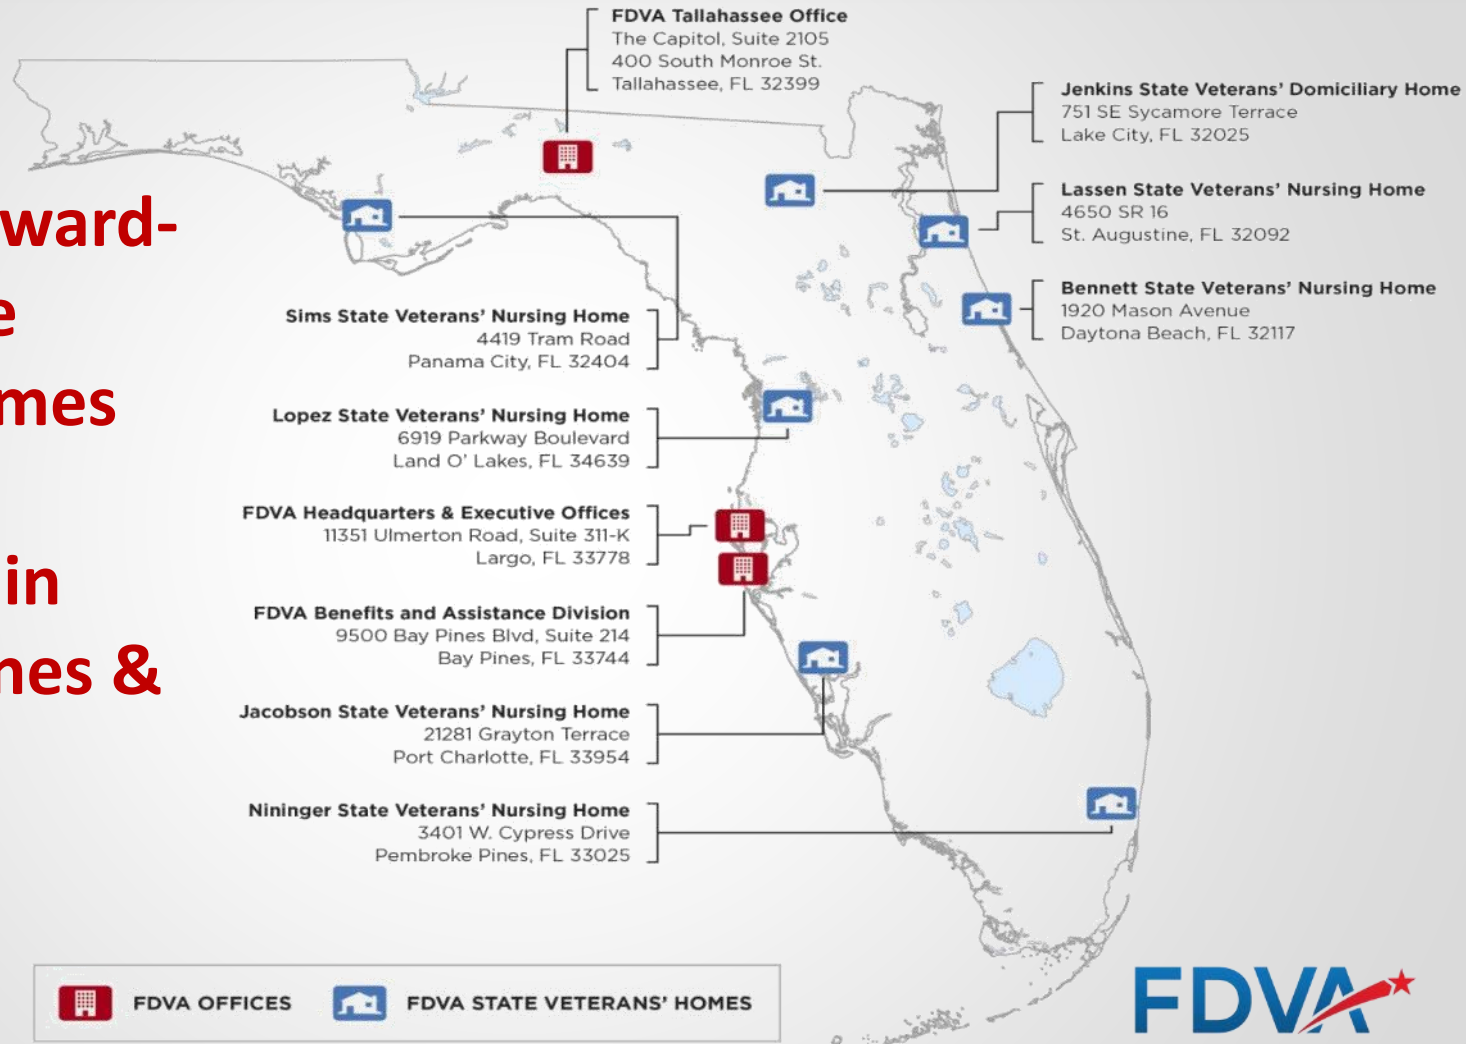 FDVA Tallahassee Office
The Capitol, Suite 2105
400 South Monroe St.
Tallahassee, FL 32399
Jenkins State Veterans' Domiciliary Home
751 SE Sycamore Terrace
Lake City, FL 32025
Lassen State Veterans' Nursing Home
4650 SR 16
St. Augustine, FL 32092
Bennett State Veterans' Nursing Home
1920 Mason Avenue
Daytona Beach, FL 32117
ward-
e
mes
in
nes &
Sims State Veterans' Nursing Home
4419 Tram Road
Panama City, FL 32404
Lopez State Veterans' Nursing Home
6919 Parkway Boulevard
Land O' Lakes, FL 34639
FDVA Headquarters & Executive Offices
11351 Ulmerton Road, Suite 311-K
Largo, FL 33778
FDVA Benefits and Assistance Division
9500 Bay Pines Blvd, Suite 214
Bay Pines, FL 33744
Jacobson State Veterans' Nursing Home
21281 Grayton Terrace
Port Charlotte, FL 33954
Nininger State Veterans' Nursing Home
3401 W. Cypress Drive
Pembroke Pines, FL 33025
FDVA OFFICES
FDVA STATE VETERANS' HOMES
FDVA